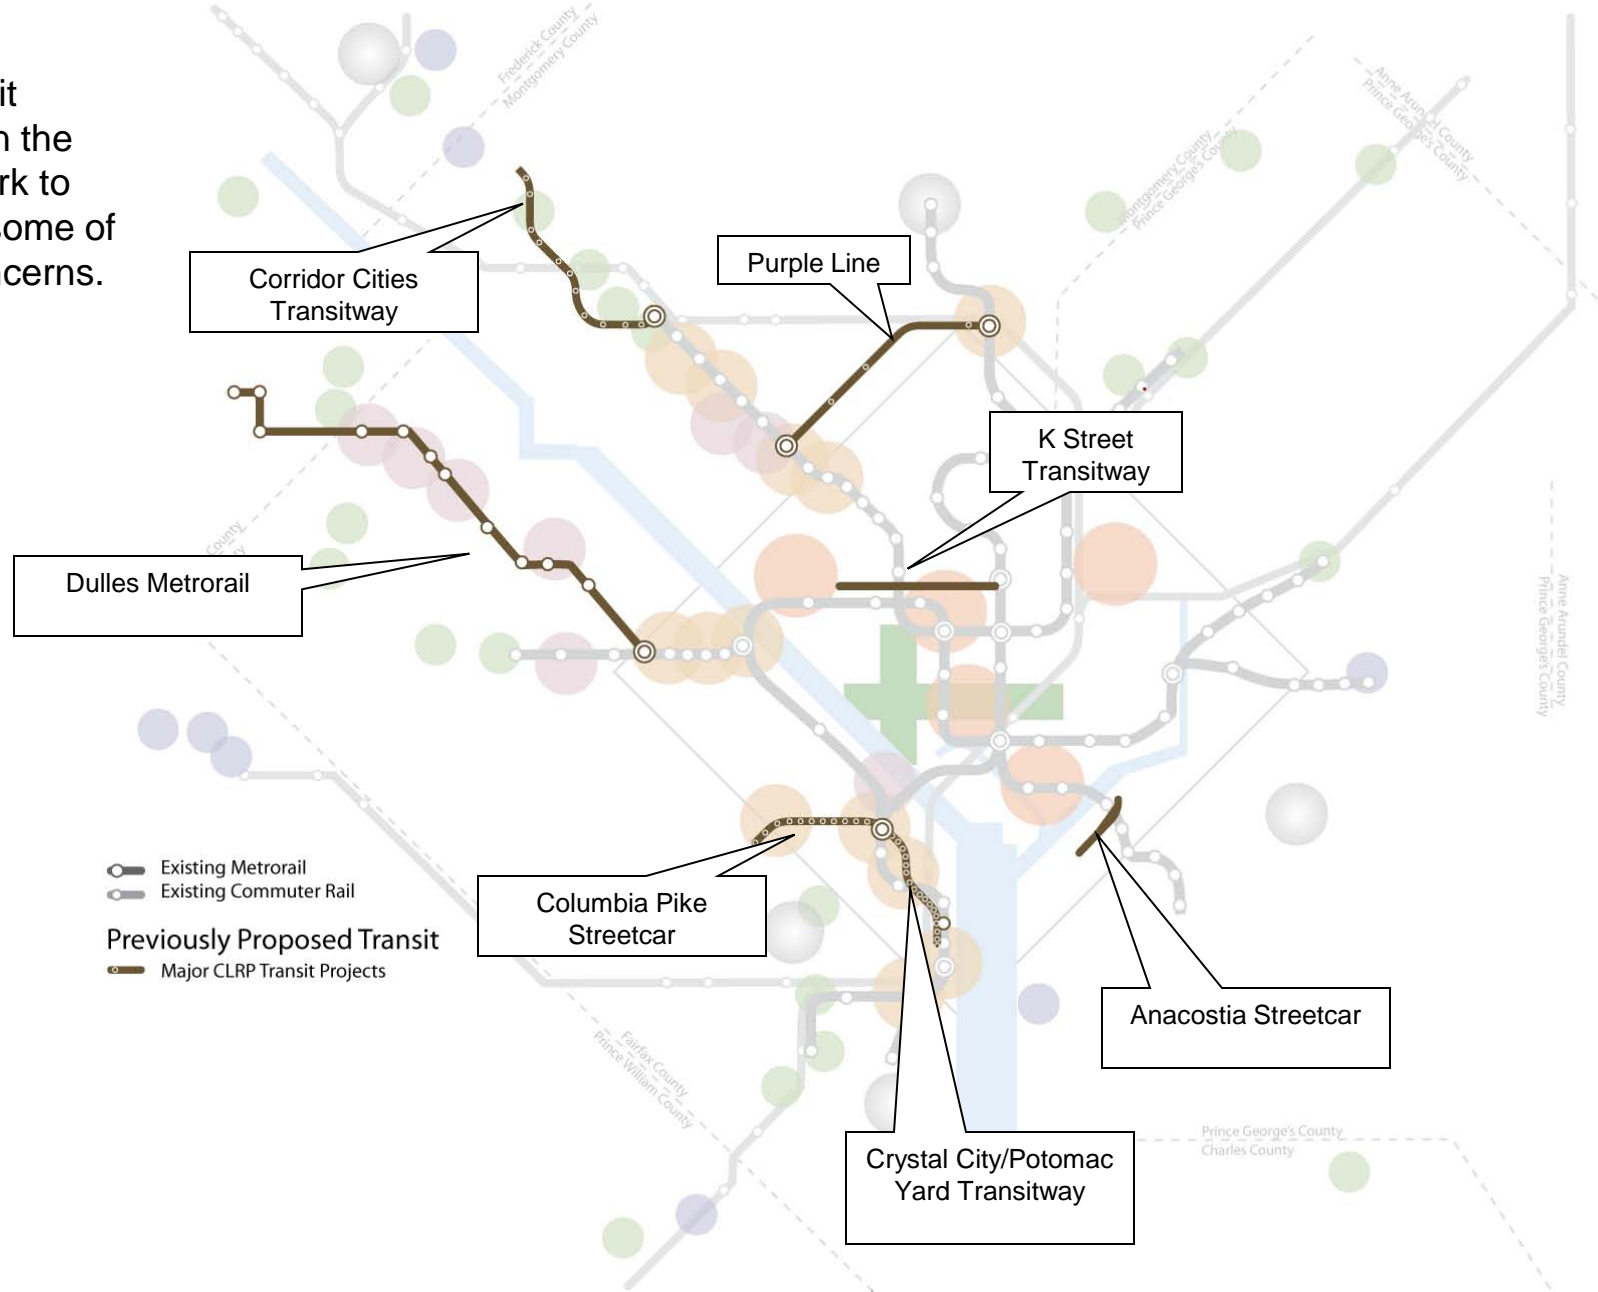 it
n the
rk to
some of
ncerns.
Frederick County
Montgomery County
Anne Arundel County
Prince George's County
Montgomery County
Prince George's County
Corridor Cities
Transitway
Purple Line
K Street
Transitway
County
Dulles Metrorail
Anne Arundel County
Prince George's County
Existing Metrorail
Existing Commuter Rail
Previously Proposed Transit
Major CLRP Transit Projects
Columbia Pike
Streetcar
Anacostia Streetcar
Fairfax County
Prince William County
Crystal City/Potomac
Yard Transitway
Prince George's County
Charles County